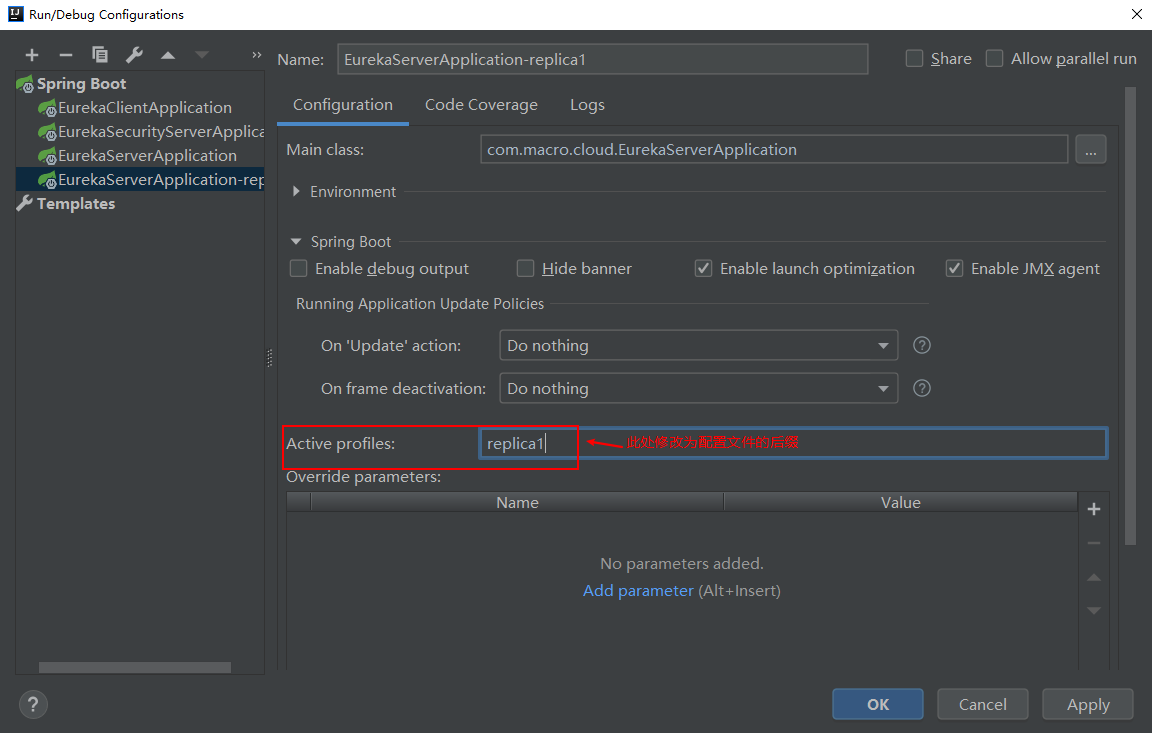 Run/Debug Configurations
Name: EurekaServerApplication-replica1 Share Allow parallel run
Spring Boot
EurekaClientApplication
EurekaSecurityServerApplica
EurekaServerApplication
EurekaServerApplication-rep
Templates
Configuration Code Coverage Logs
Main class: com.macro.cloud.EurekaServerApplication ...
Environment
Spring Boot
Enable debug output Hide banner Enable launch optimization Enable JMX agent
Running Application Update Policies
On 'Update' action: Do nothing ?
On frame deactivation: Do nothing ?
Active profiles: replica1 此处修改为配置文件的后缀
Override parameters:
Name Value
No parameters added.
Add parameter (Alt+Insert)
? OK Cancel Apply